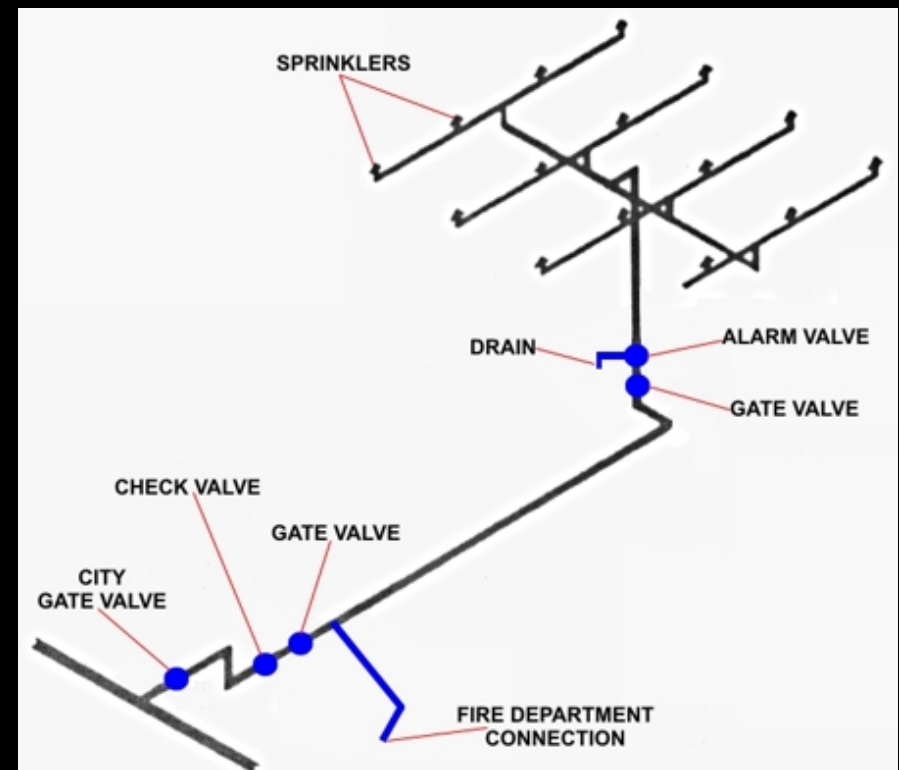 SPRINKLERS
DRAIN
ALARM VALVE
GATE VALVE
CHECK VALVE
GATE VALVE
CITY
GATE VALVE
FIRE DEPARTMENT
CONNECTION